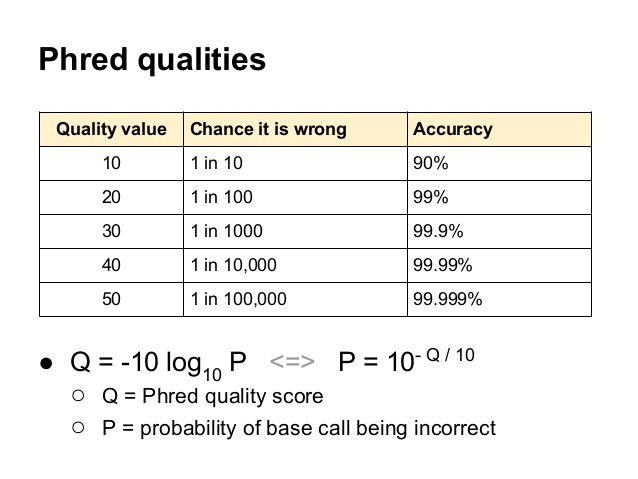 Phred qualities
Quality value Chance it is wrong Accuracy
10 1 in 10 90%
20 1 in 100 99%
30 1 in 1000 99.9%
40 1 in 10,000 99.99%
50 1 in 100,000 99.999%
● Q = -10 log₁₀ P <=> P = 10⁻ Q / 10
○ Q = Phred quality score
○ P = probability of base call being incorrect